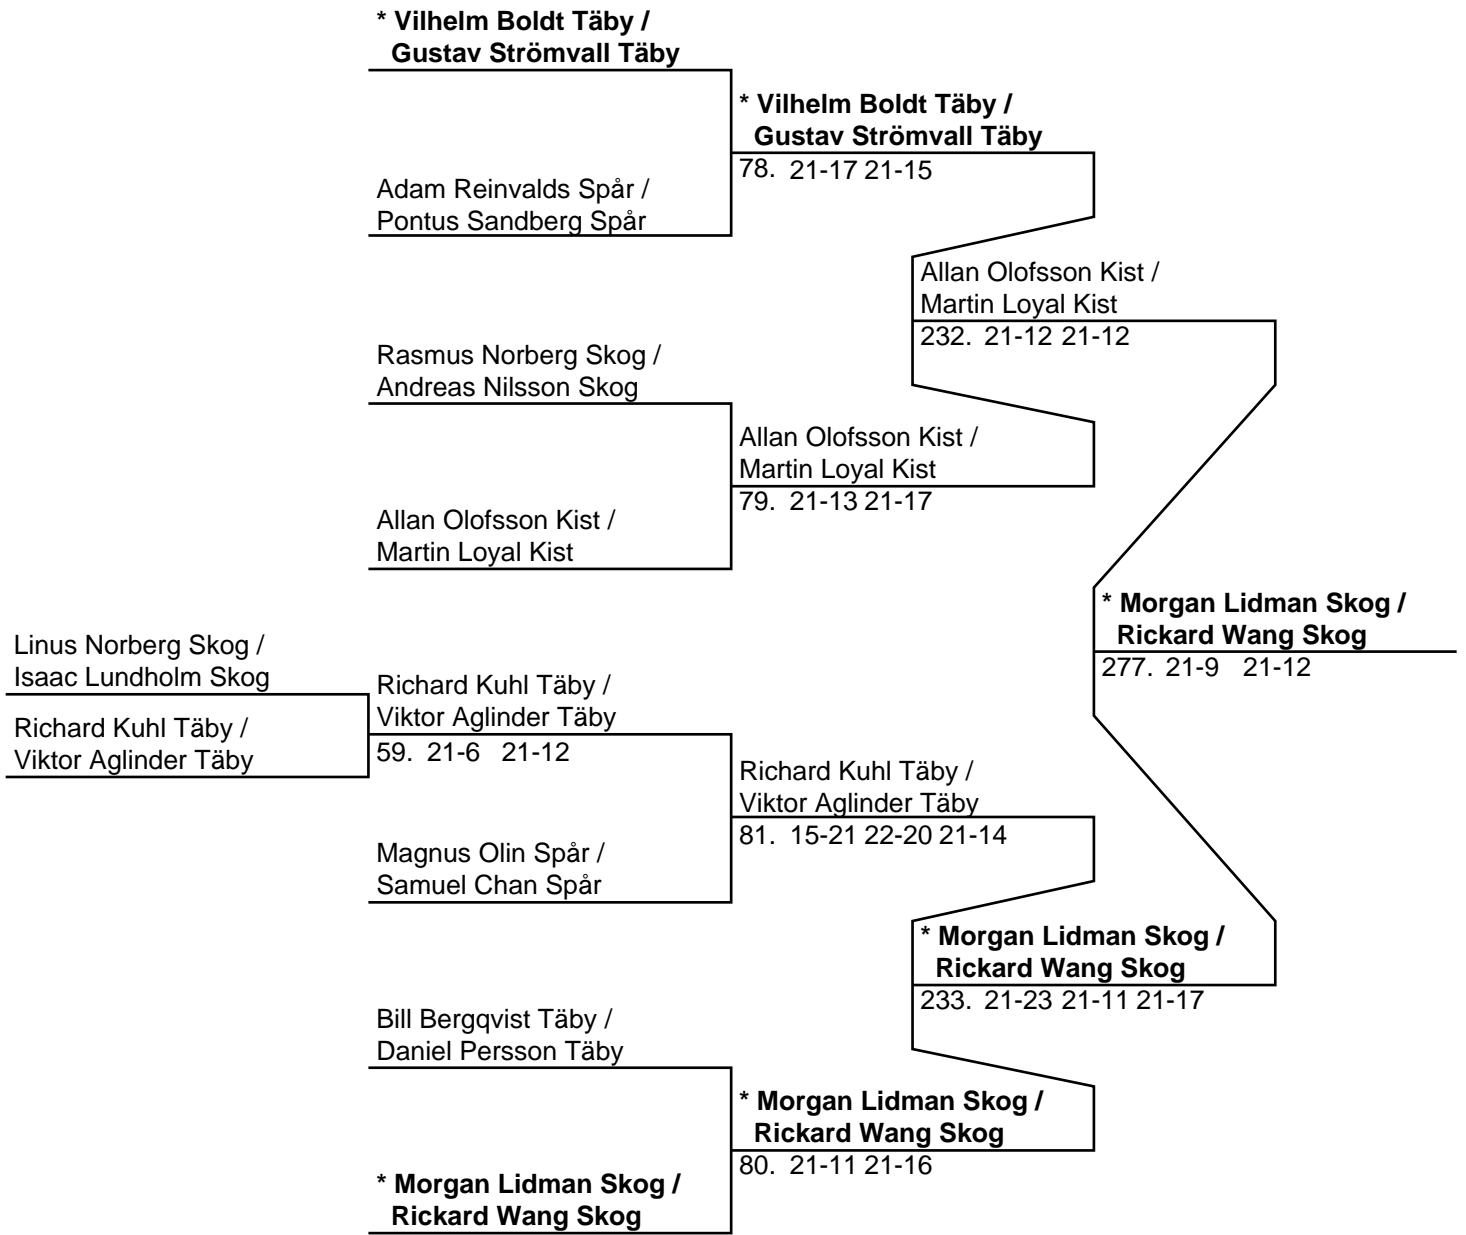 * Vilhelm Boldt Täby /
Gustav Strömvall Täby
* Vilhelm Boldt Täby /
Gustav Strömvall Täby
78. 21-17 21-15
Adam Reinvalds Spår /
Pontus Sandberg Spår
Allan Olofsson Kist /
Martin Loyal Kist
232. 21-12 21-12
Rasmus Norberg Skog /
Andreas Nilsson Skog
Allan Olofsson Kist /
Martin Loyal Kist
79. 21-13 21-17
Allan Olofsson Kist /
Martin Loyal Kist
* Morgan Lidman Skog /
Rickard Wang Skog
277. 21-9 21-12
Linus Norberg Skog /
Isaac Lundholm Skog
Richard Kuhl Täby /
Viktor Aglinder Täby
59. 21-6 21-12
Richard Kuhl Täby /
Viktor Aglinder Täby
Richard Kuhl Täby /
Viktor Aglinder Täby
81. 15-21 22-20 21-14
Magnus Olin Spår /
Samuel Chan Spår
* Morgan Lidman Skog /
Rickard Wang Skog
233. 21-23 21-11 21-17
Bill Bergqvist Täby /
Daniel Persson Täby
* Morgan Lidman Skog /
Rickard Wang Skog
80. 21-11 21-16
* Morgan Lidman Skog /
Rickard Wang Skog